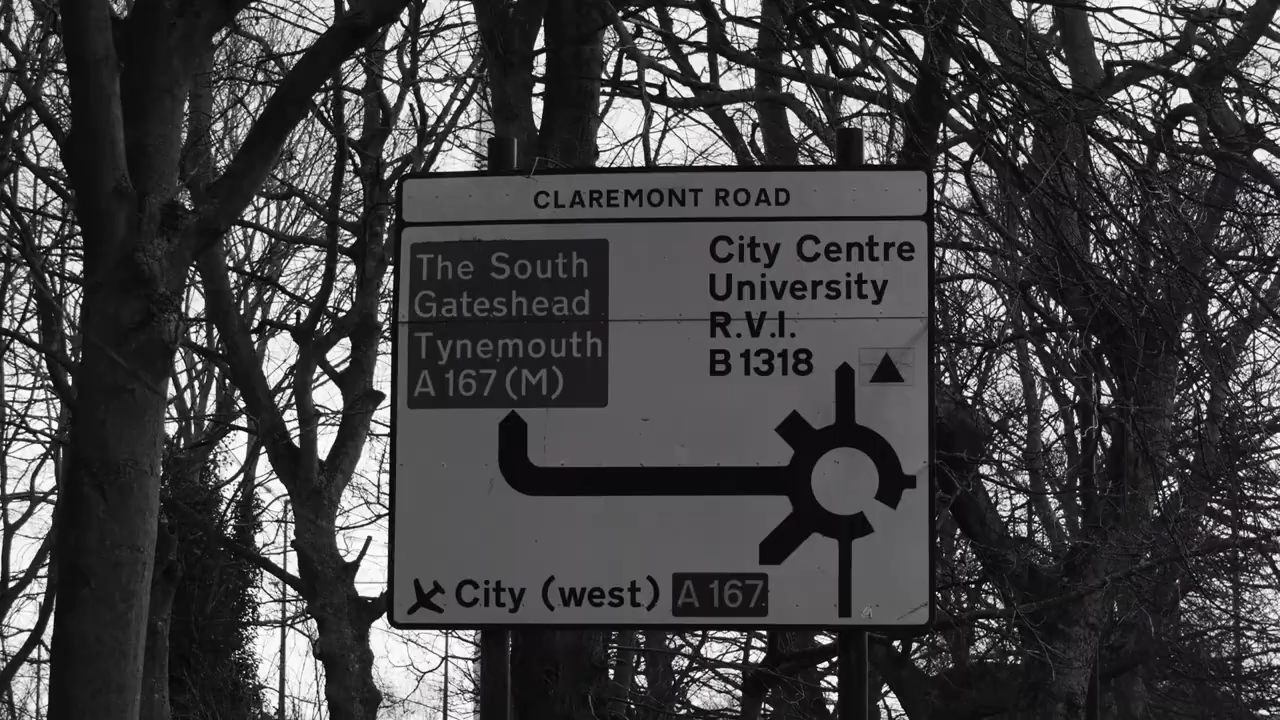 CLAREMONT ROAD
The South
Gateshead
Tynemouth
A 167 (M)
City Centre
University
R.V.I.
B 1318
City (west) A 167